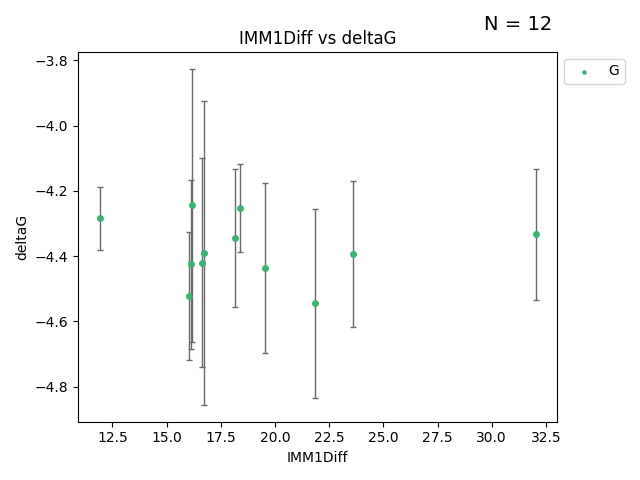 N = 12
IMM1Diff vs deltaG
G
−3.8
−4.0
−4.2
−4.4
−4.6
−4.8
deltaG
12.5 15.0 17.5 20.0 22.5 25.0 27.5 30.0 32.5
IMM1Diff